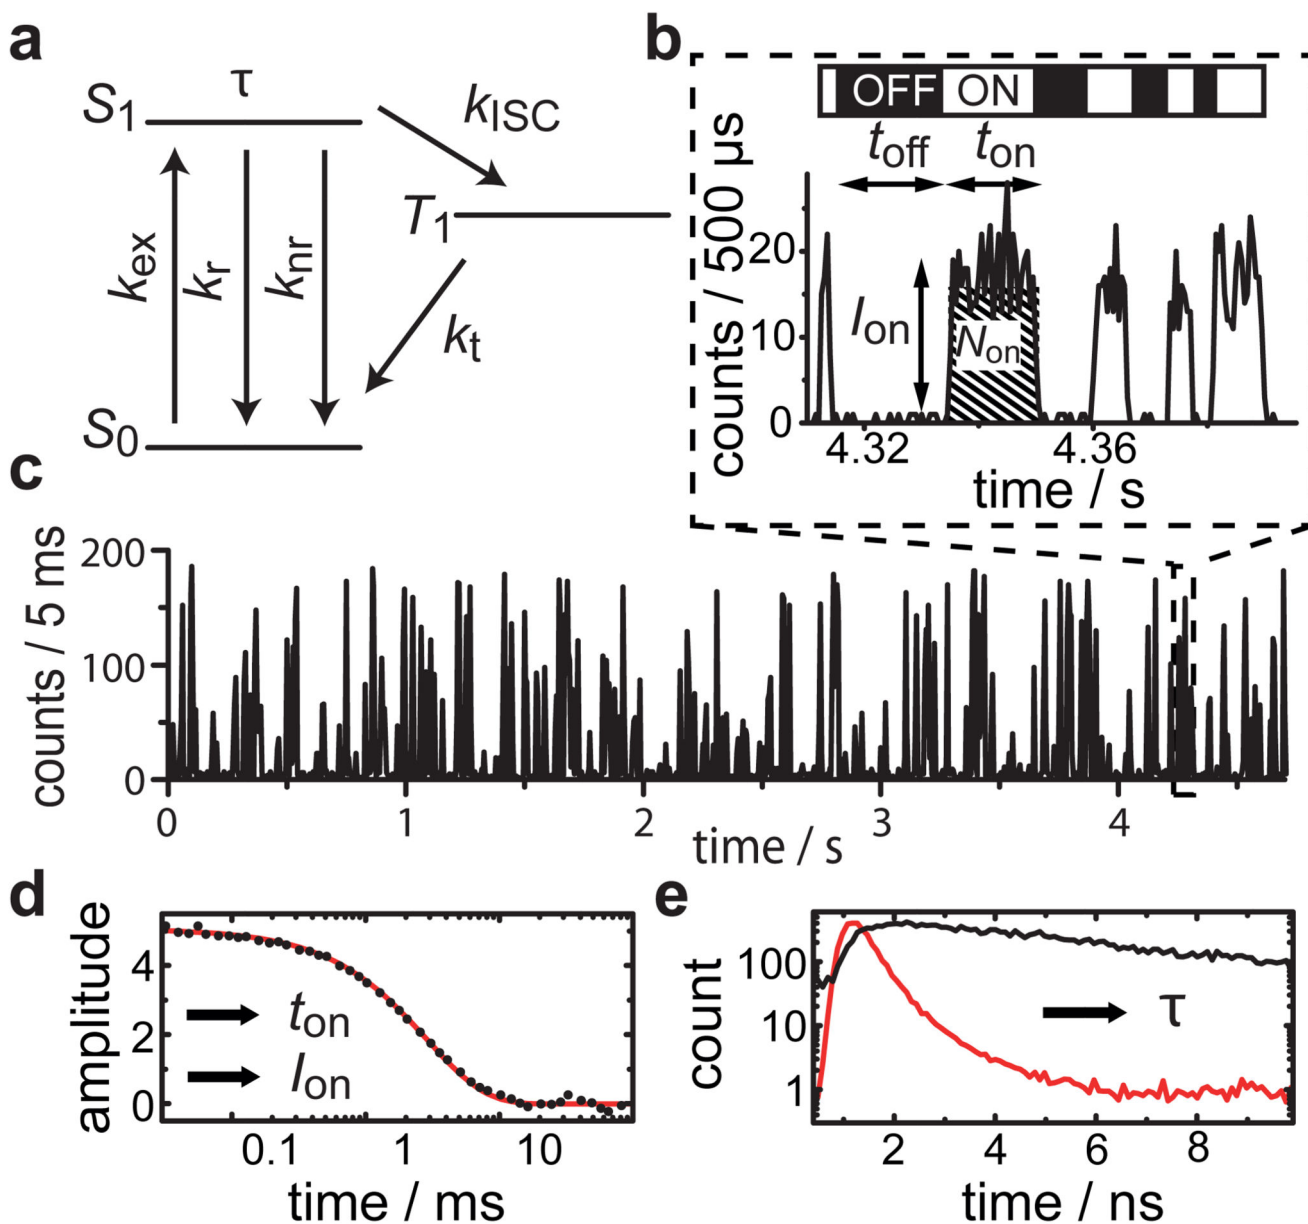 a
S1
τ
kISC
T1
kex
kr
knr
kt
S0
b
OFF ON
toff ton
counts / 500 μs
20
10
0
Ion
Non
4.32 4.36
time / s
c
counts / 5 ms
200
100
0
0 1 2 3 4
time / s
d
amplitude
4
2
0
ton
Ion
0.1 1 10
time / ms
e
count
100
10
1
τ
2 4 6 8
time / ns